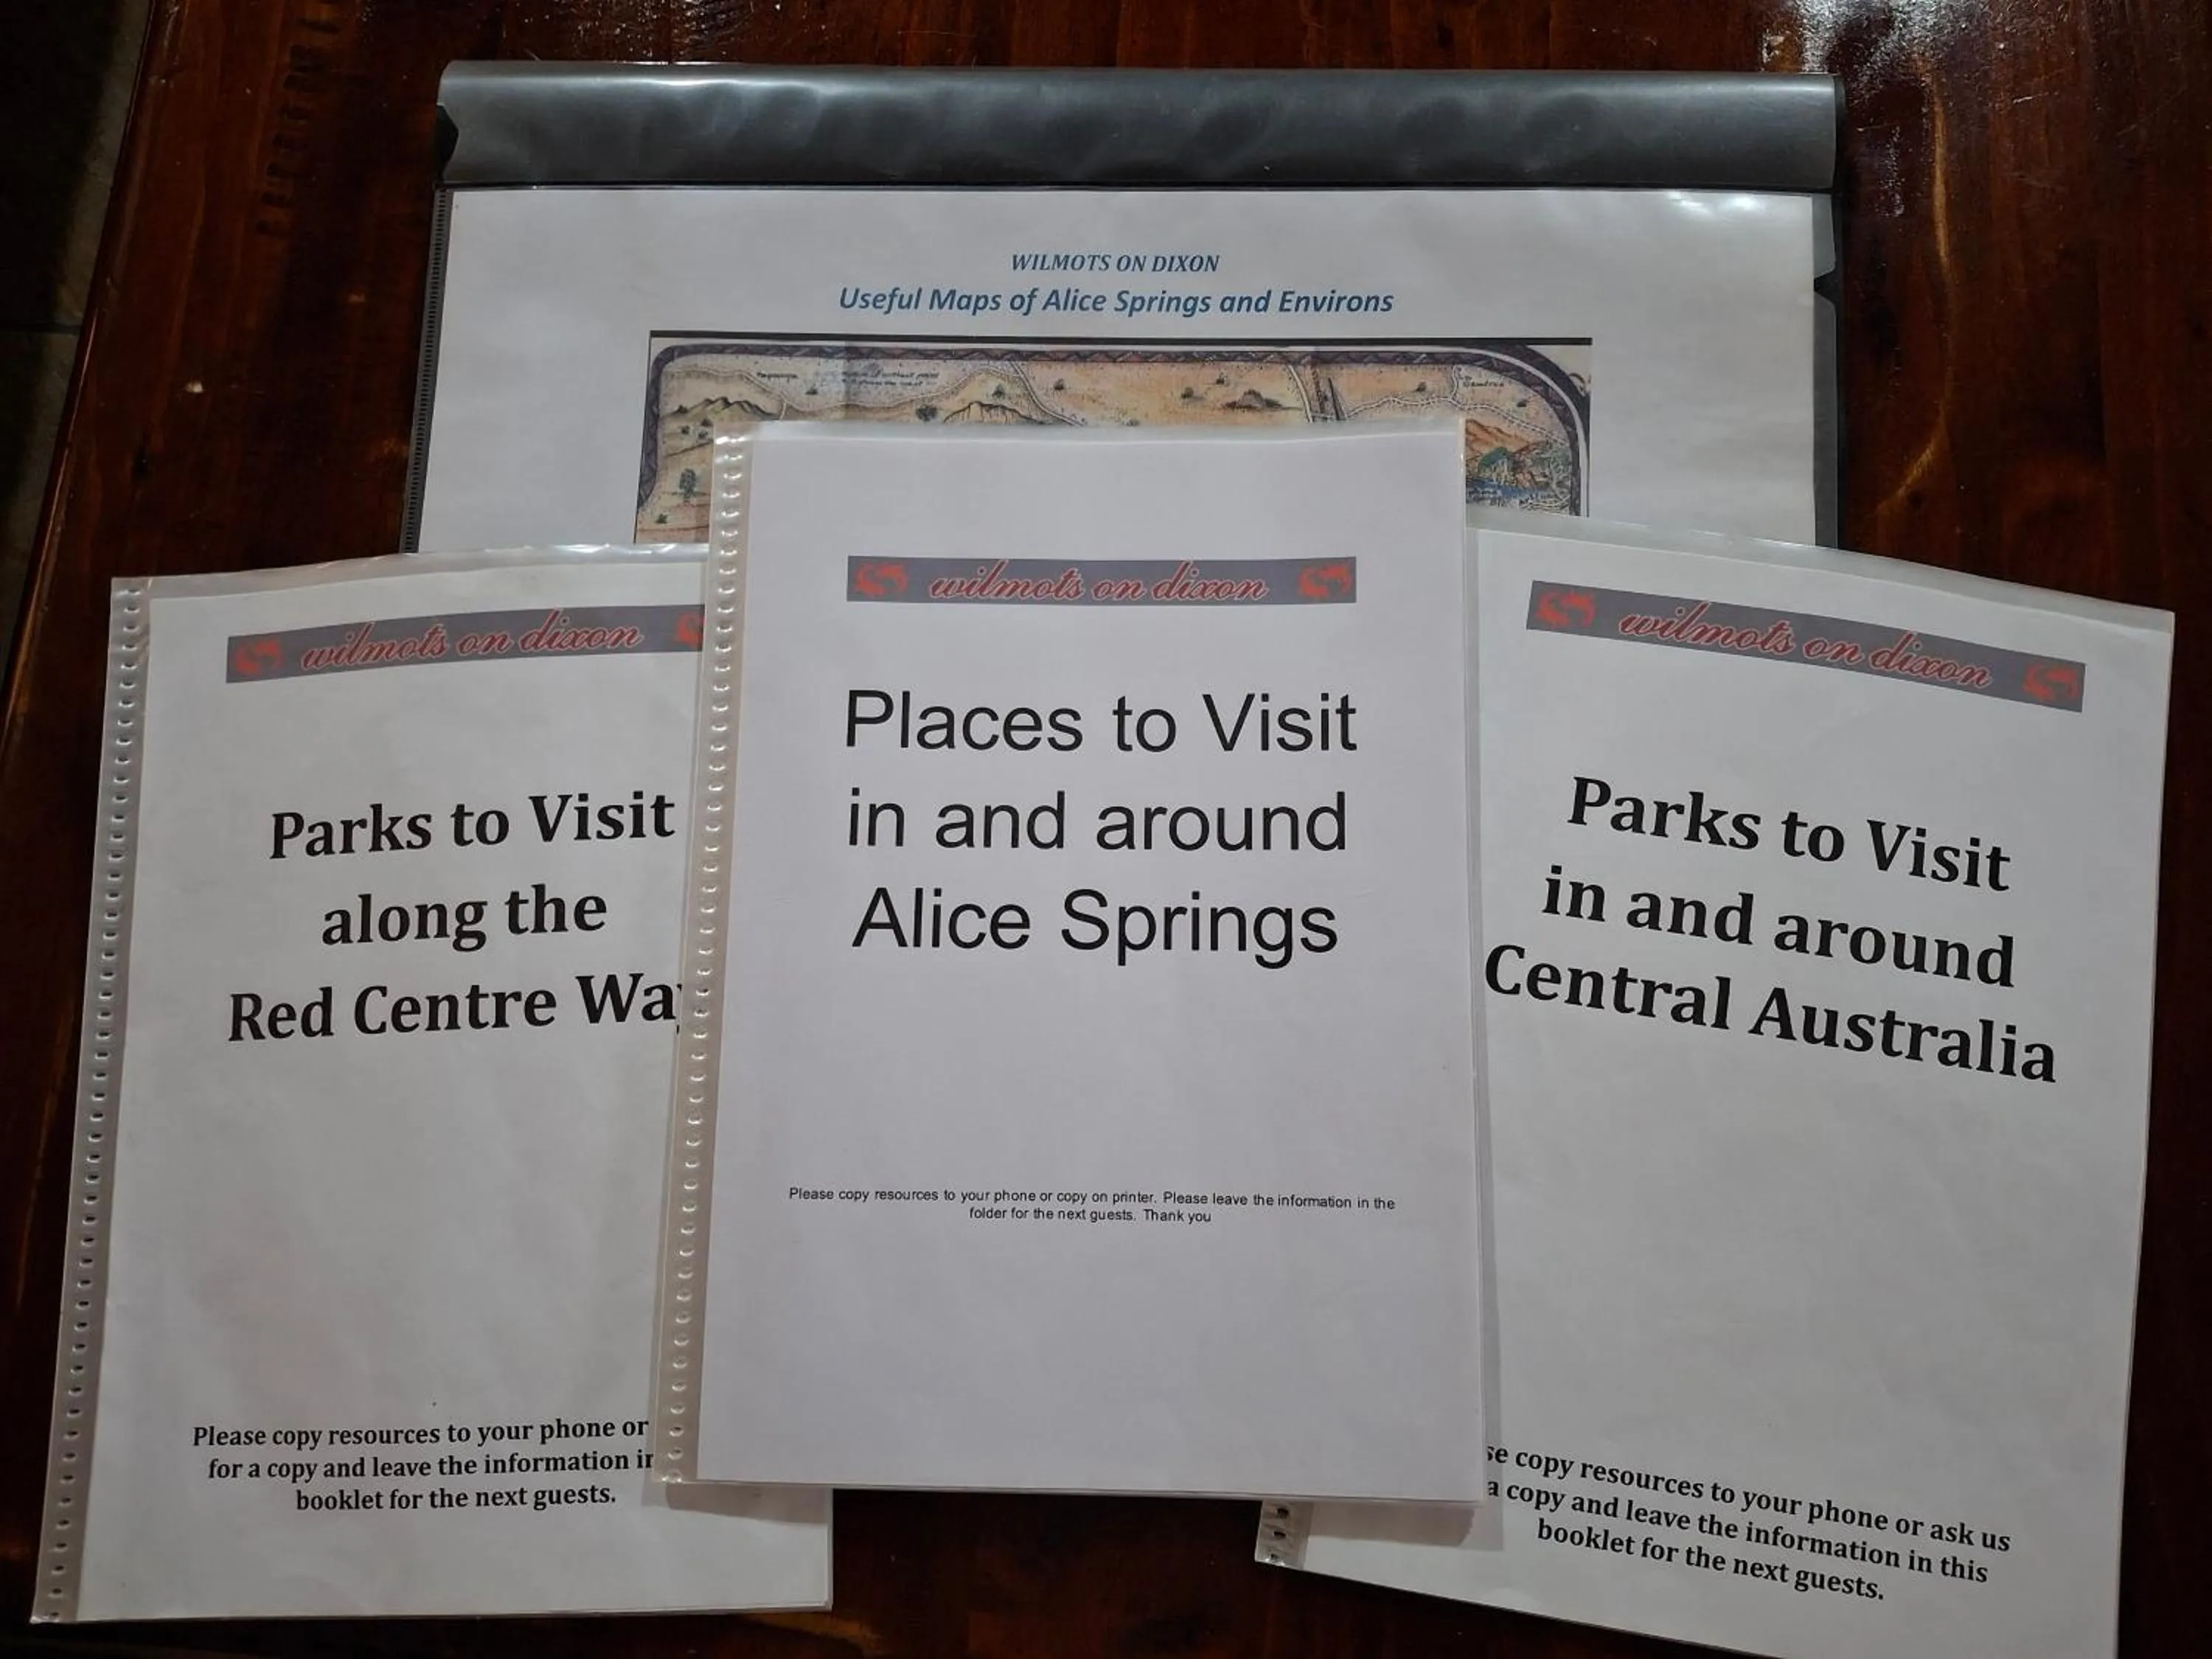 WILMOTS ON DIXON
Useful Maps of Alice Springs and Environs
wilmots on dixon
Parks to Visit
along the
Red Centre Wa
Please copy resources to your phone or
for a copy and leave the information
booklet for the next guests.
wilmots on dixon
Places to Visit
in and around
Alice Springs
Please copy resources to your phone or copy on printer. Please leave the information in the
folder for the next guests. Thank you
wilmots on dixon
Parks to Visit
in and around
Central Australia
se copy resources to your phone or ask us
a copy and leave the information in this
booklet for the next guests.